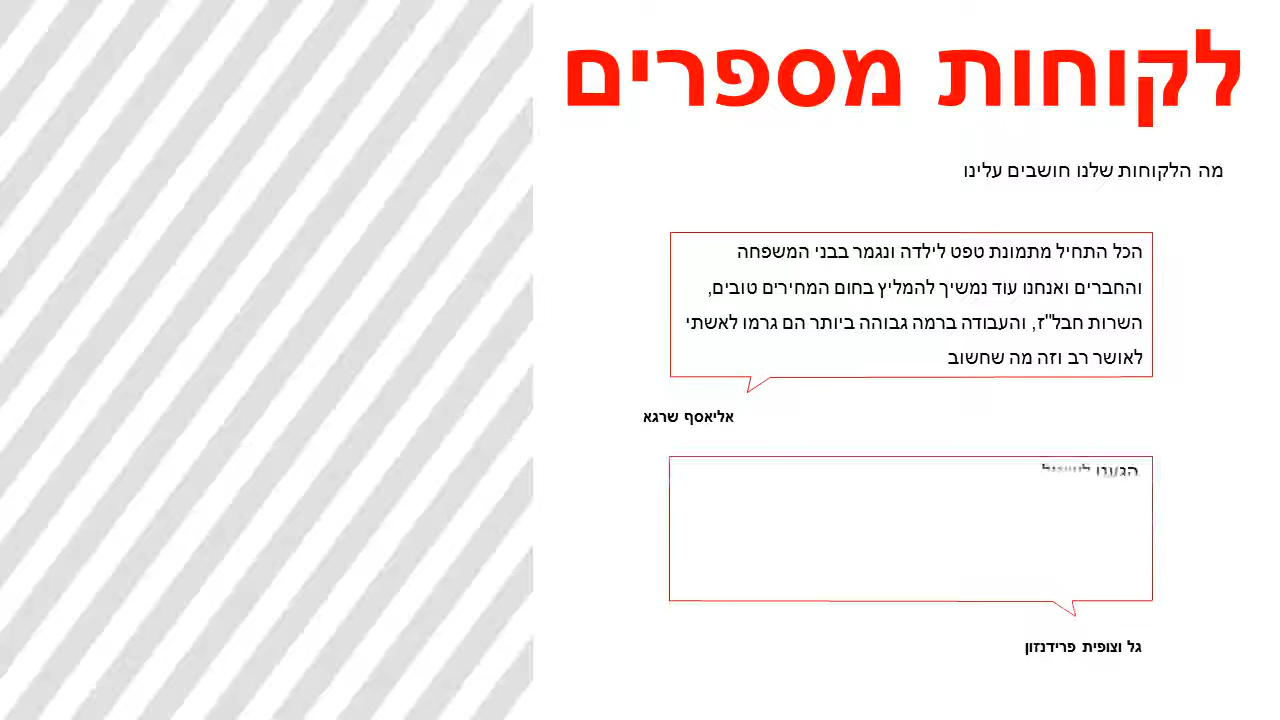 לקוחות מספרים
מה הלקוחות שלנו חושבים עלינו
הכל התחיל מתמונת טפט לילדה ונגמר בבני המשפחה
והחברים ואנחנו עוד נמשיך להמליץ בחום המחירים טובים,
השרות חבל"ז, והעבודה ברמה גבוהה ביותר הם גרמו לאשתי
לאושר רב וזה מה שחשוב
אליאסף שרגא
הגענו
גל וצופית פרידנזון